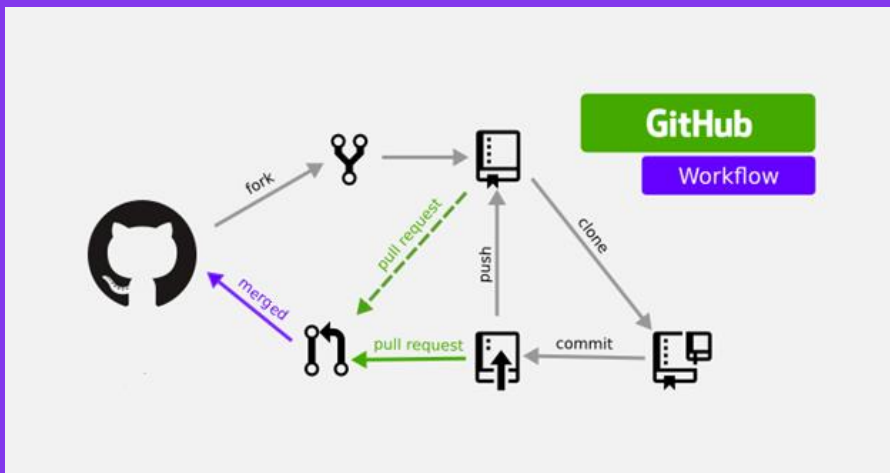 GitHub
Workflow
fork
clone
pull request
push
merged
pull request
commit